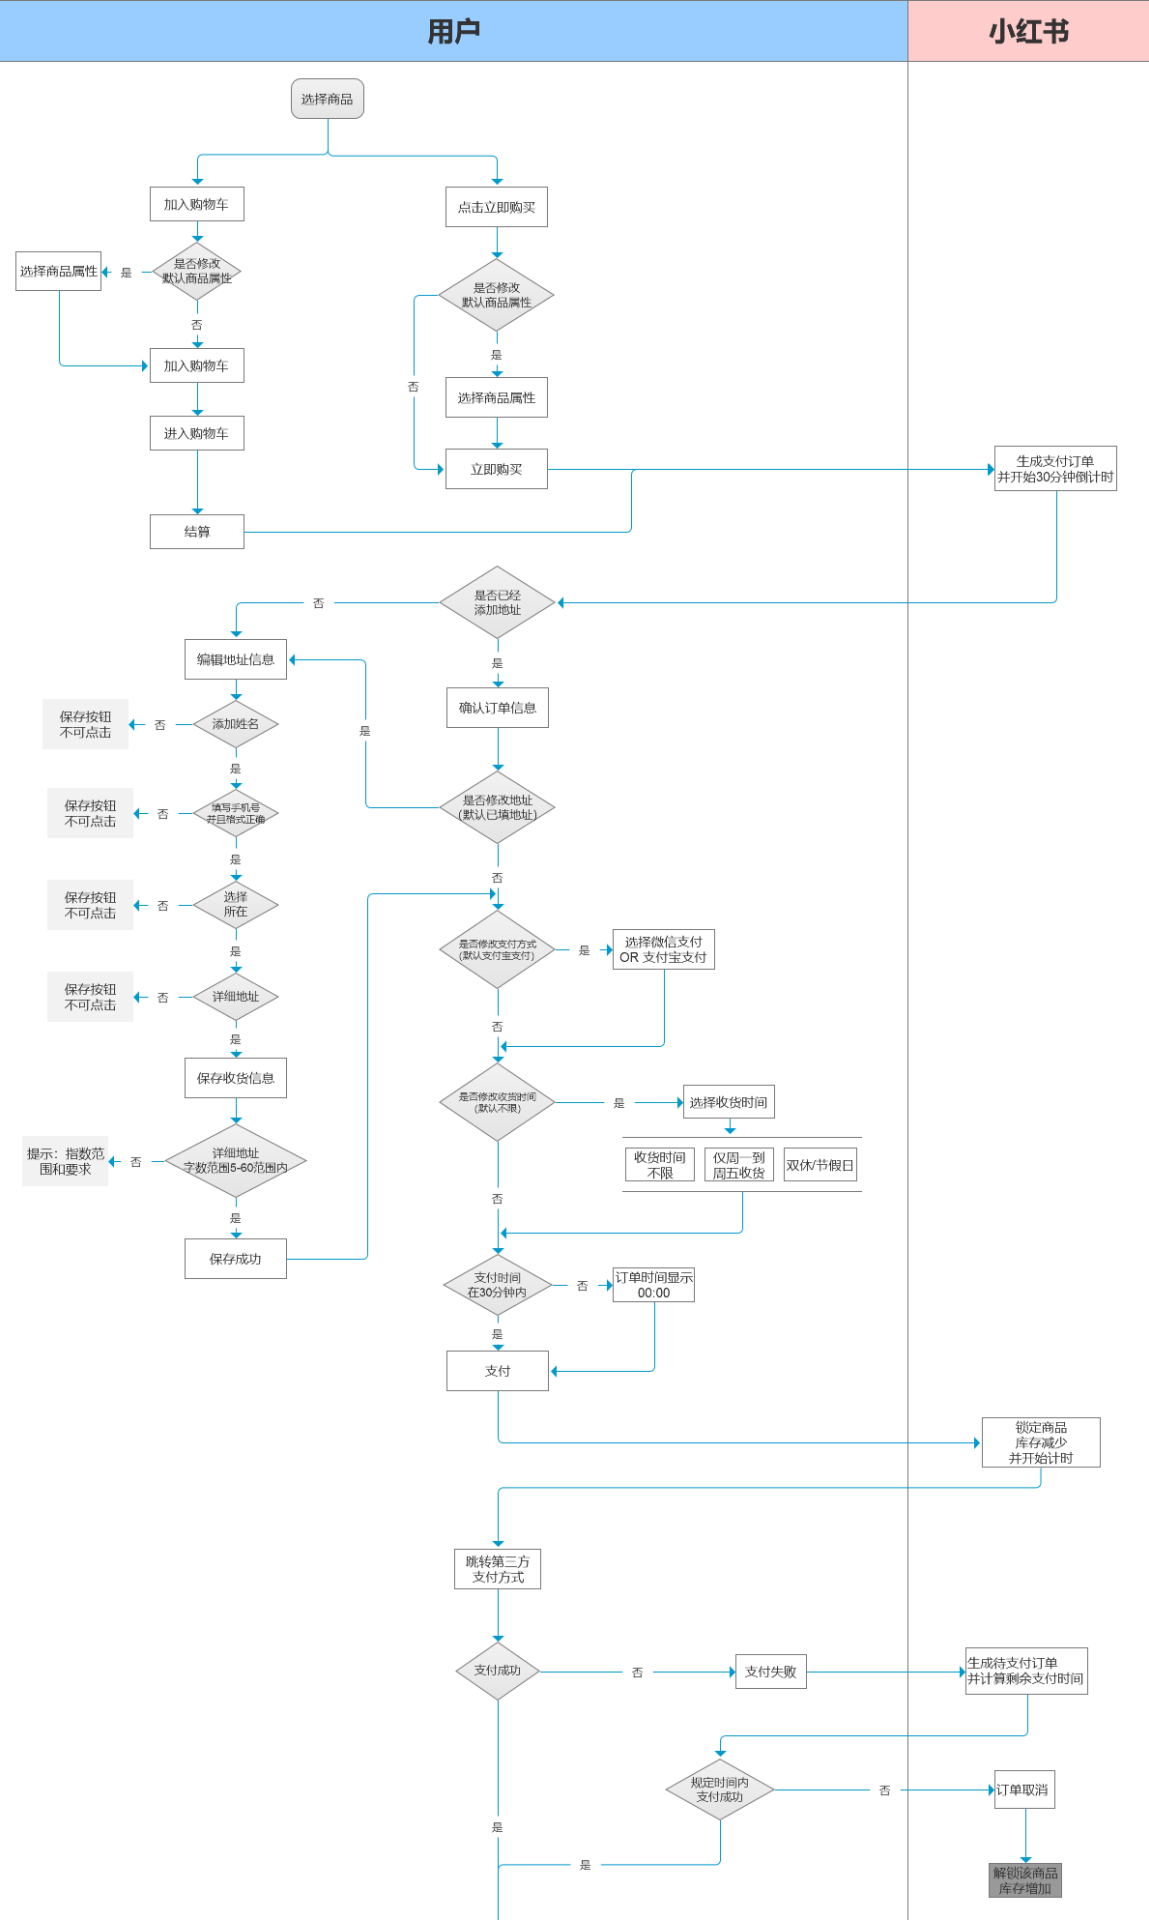 用户
小红书
选择商品
加入购物车
点击立即购买
是否修改
默认商品属性
是
选择商品属性
否
加入购物车
进入购物车
结算
是否修改
默认商品属性
是
否
选择商品属性
立即购买
生成支付订单
并开始30分钟倒计时
是否已经
添加地址
否
是
编辑地址信息
确认订单信息
添加姓名
否
保存按钮
不可点击
是
是
填写手机号
并且格式正确
否
保存按钮
不可点击
是
是否修改地址
(默认已填地址)
否
选择
所在
否
保存按钮
不可点击
是
是否修改支付方式
(默认支付宝支付)
是
选择微信支付
OR 支付宝支付
否
详细地址
否
保存按钮
不可点击
是
保存收货信息
是否修改收货时间
(默认不限)
是
选择收货时间
收货时间
不限
仅周一到
周五收货
双休/节假日
否
详细地址
字数范围5-60范围内
否
提示：指数范
围和要求
是
保存成功
支付时间
在30分钟内
否
订单时间显示
00:00
是
支付
锁定商品
库存减少
并开始计时
跳转第三方
支付方式
支付成功
否
支付失败
生成待支付订单
并计算剩余支付时间
规定时间内
支付成功
否
订单取消
是
是
解锁该商品
库存增加